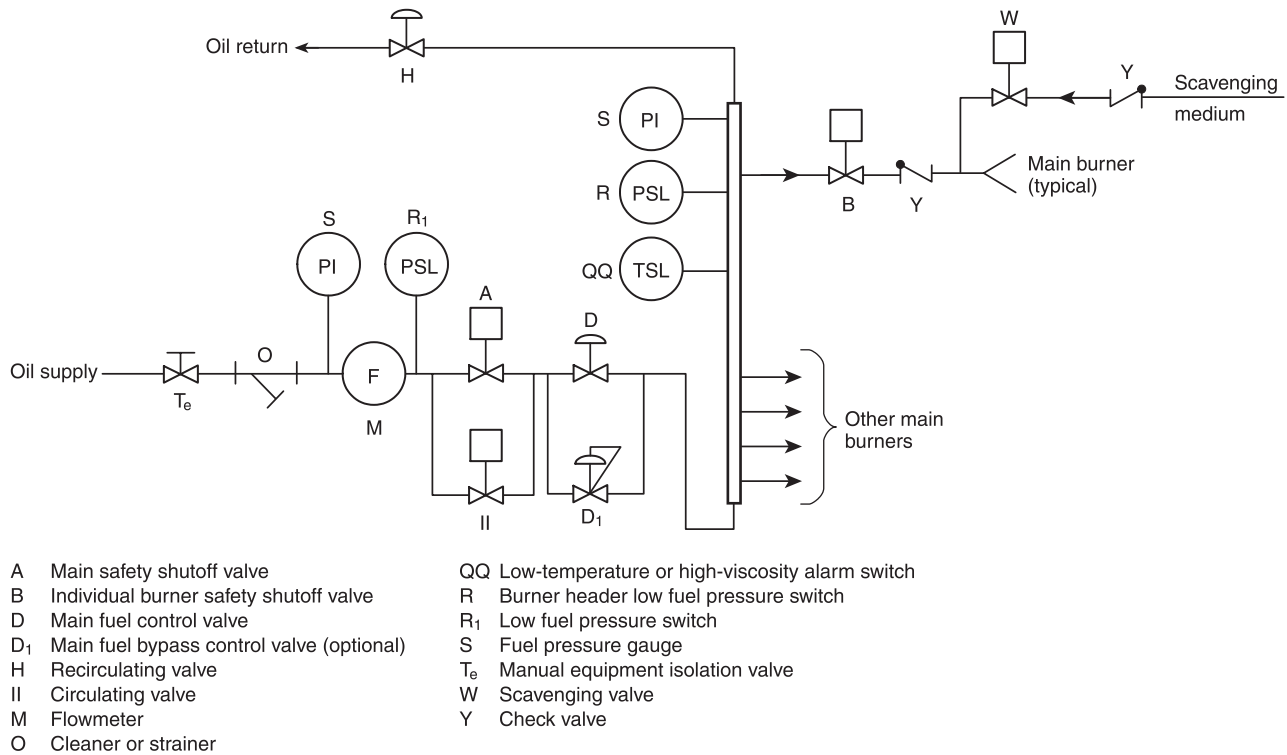 Oil return
H
W
Y
Scavenging
medium
S
PI
B
Y
Main burner
(typical)
R
PSL
S
PI
R1
PSL
QQ
TSL
A
D
Oil supply
Te
O
F
M
II
D1
Other main
burners
A Main safety shutoff valve
B Individual burner safety shutoff valve
D Main fuel control valve
D1 Main fuel bypass control valve (optional)
H Recirculating valve
II Circulating valve
M Flowmeter
O Cleaner or strainer
QQ Low-temperature or high-viscosity alarm switch
R Burner header low fuel pressure switch
R1 Low fuel pressure switch
S Fuel pressure gauge
Te Manual equipment isolation valve
W Scavenging valve
Y Check valve